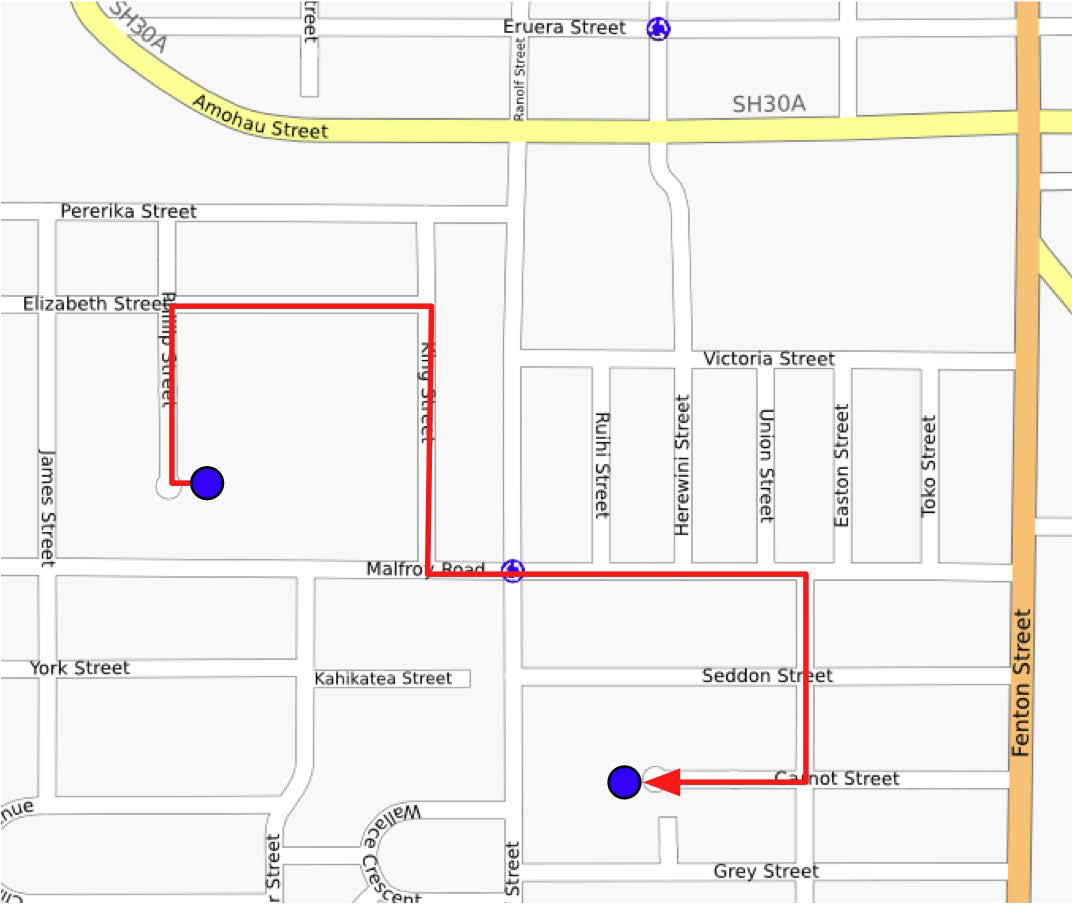 SH30A
treet
Eruera Street
Ranolf Street
SH30A
Amohau Street
Pererika Street
Elizabeth Street
Phillip Street
King Street
Victoria Street
James Street
Ruihi Street
Herewini Street
Union Street
Easton Street
Toko Street
Malfroy Road
York Street
Kahikatea Street
Seddon Street
Fenton Street
Carnot Street
nue
Wallace Crescent
r Street
Street
Grey Street